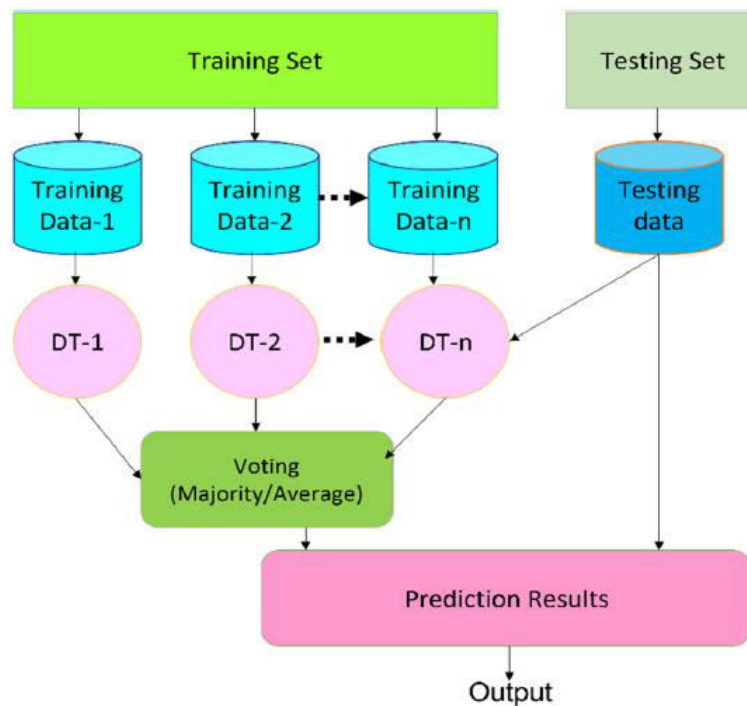 Training Set
Testing Set
Training
Data-1
Training
Data-2
Training
Data-n
Testing
data
DT-1
DT-2
DT-n
Voting
(Majority/Average)
Prediction Results
Output